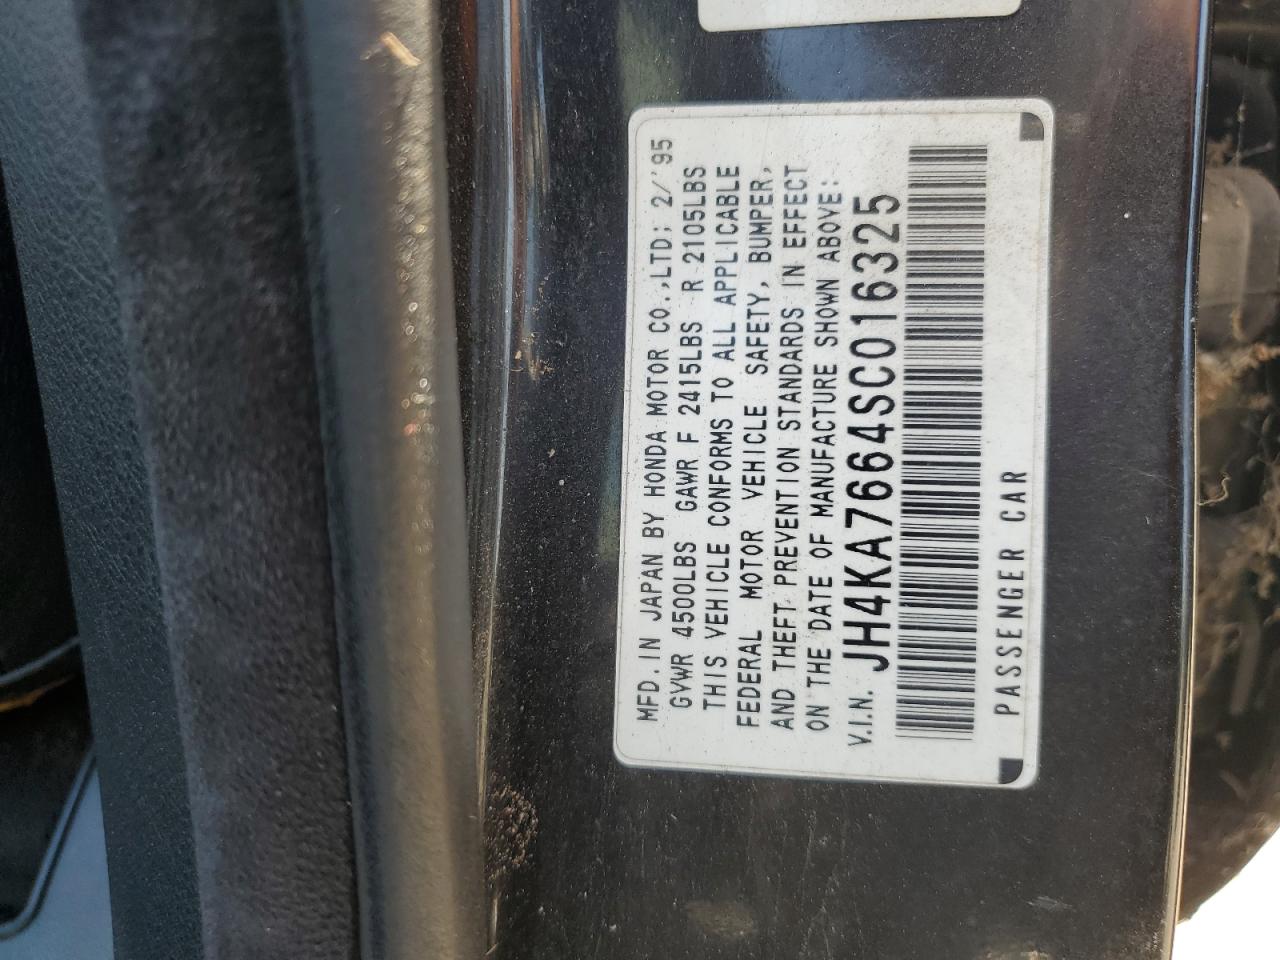 MFD. IN JAPAN BY HONDA MOTOR CO.,LTD; 2/'95
GVWR 4500LBS GAWR F 2415LBS R 2105LBS
THIS VEHICLE CONFORMS TO ALL APPLICABLE
FEDERAL MOTOR VEHICLE SAFETY, BUMPER,
AND THEFT PREVENTION STANDARDS IN EFFECT
ON THE DATE OF MANUFACTURE SHOWN ABOVE:
V.I.N. JH4KA7664SC016325
PASSENGER CAR